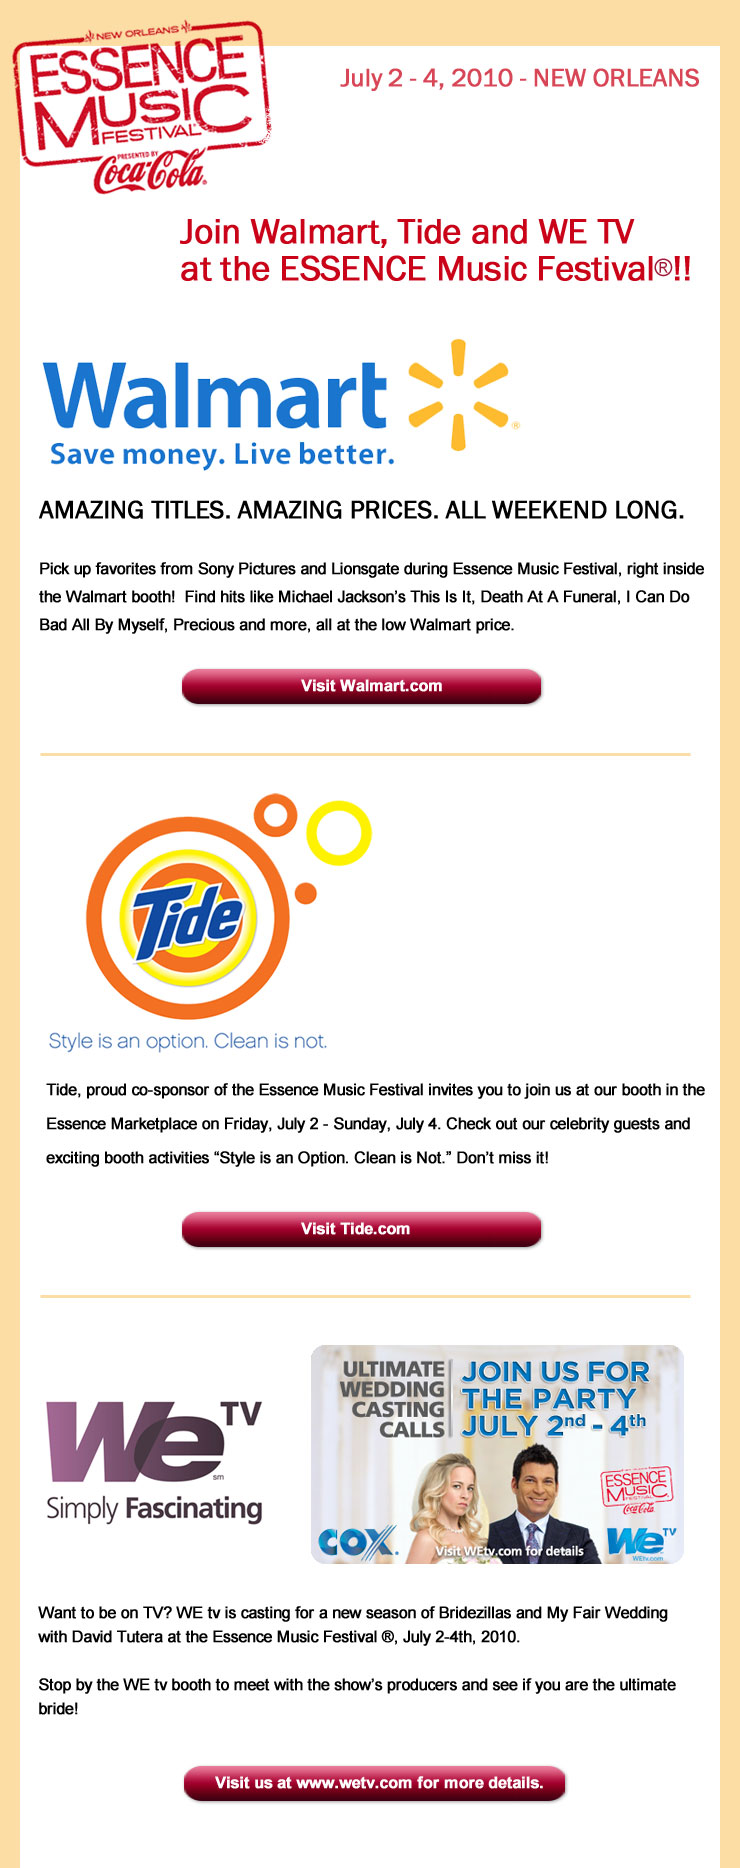 NEW ORLEANS
ESSENCE
MUSIC
FESTIVAL®
PRESENTED BY
Coca-Cola®
July 2 - 4, 2010 - NEW ORLEANS
Join Walmart, Tide and WE TV
at the ESSENCE Music Festival®!!
Walmart ®
Save money. Live better.
AMAZING TITLES. AMAZING PRICES. ALL WEEKEND LONG.
Pick up favorites from Sony Pictures and Lionsgate during Essence Music Festival, right inside
the Walmart booth!  Find hits like Michael Jackson's This Is It, Death At A Funeral, I Can Do
Bad All By Myself, Precious and more, all at the low Walmart price.
Visit Walmart.com
Tide
Style is an option. Clean is not.
Tide, proud co-sponsor of the Essence Music Festival invites you to join us at our booth in the
Essence Marketplace on Friday, July 2 - Sunday, July 4. Check out our celebrity guests and
exciting booth activities “Style is an Option. Clean is Not.” Don’t miss it!
Visit Tide.com
We TV sm
Simply Fascinating
ULTIMATE
WEDDING
CASTING
CALLS
JOIN US FOR
THE PARTY
JULY 2nd - 4th
ESSENCE
MUSIC
FESTIVAL
Coca-Cola
COX.
Visit WEtv.com for details
We TV
WEtv.com
Want to be on TV? WE tv is casting for a new season of Bridezillas and My Fair Wedding
with David Tutera at the Essence Music Festival ®, July 2-4th, 2010.
Stop by the WE tv booth to meet with the show's producers and see if you are the ultimate
bride!
Visit us at www.wetv.com for more details.